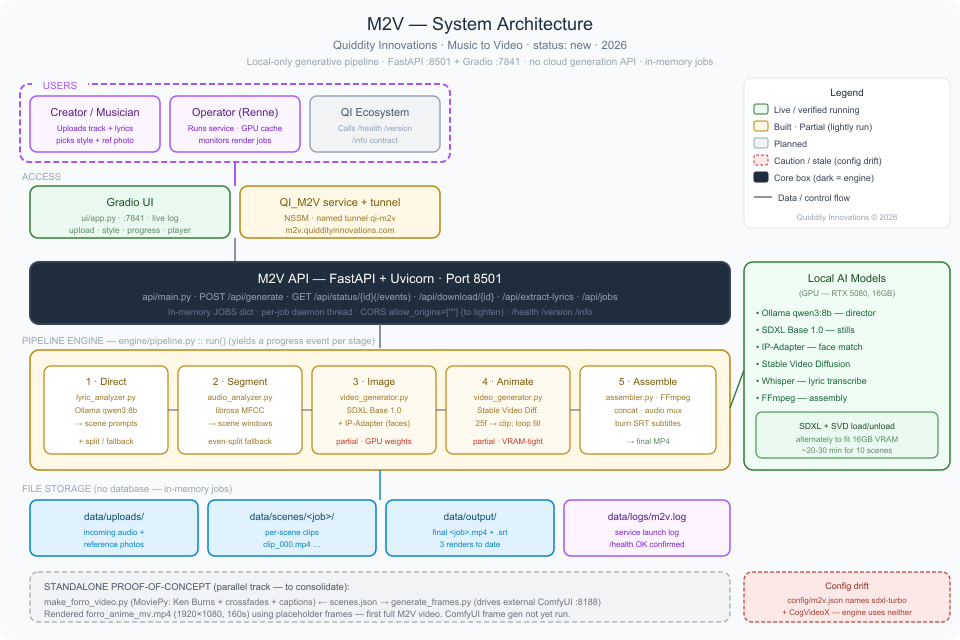 M2V — System Architecture
Quiddity Innovations · Music to Video · status: new · 2026
Local-only generative pipeline · FastAPI :8501 + Gradio :7841 · no cloud generation API · in-memory jobs
USERS
Creator / Musician
Uploads track + lyrics
picks style + ref photo
Operator (Renne)
Runs service · GPU cache
monitors render jobs
QI Ecosystem
Calls /health /version
/info contract
Legend
Live / verified running
Built · Partial (lightly run)
Planned
Caution / stale (config drift)
Core box (dark = engine)
Data / control flow
Quiddity Innovations © 2026
ACCESS
Gradio UI
ui/app.py · :7841 · live log
upload · style · progress · player
QI_M2V service + tunnel
NSSM · named tunnel qi-m2v
m2v.quiddityinnovations.com
M2V API — FastAPI + Uvicorn · Port 8501
api/main.py · POST /api/generate · GET /api/status/{id}(/events) · /api/download/{id} · /api/extract-lyrics · /api/jobs
In-memory JOBS dict · per-job daemon thread · CORS allow_origins=["*"] (to tighten) · /health /version /info
PIPELINE ENGINE — engine/pipeline.py :: run() (yields a progress event per stage)
1 · Direct
lyric_analyzer.py
Ollama qwen3:8b
→ scene prompts
+ split / fallback
2 · Segment
audio_analyzer.py
librosa MFCC
→ scene windows
even-split fallback
3 · Image
video_generator.py
SDXL Base 1.0
+ IP-Adapter (faces)
partial · GPU weights
4 · Animate
video_generator.py
Stable Video Diff.
25f → clip; loop fill
partial · VRAM-tight
5 · Assemble
assembler.py · FFmpeg
concat · audio mux
burn SRT subtitles
→ final MP4
Local AI Models
(GPU — RTX 5080, 16GB)
• Ollama qwen3:8b — director
• SDXL Base 1.0 — stills
• IP-Adapter — face match
• Stable Video Diffusion
• Whisper — lyric transcribe
• FFmpeg — assembly
SDXL + SVD load/unload
alternately to fit 16GB VRAM
~20-30 min for 10 scenes
FILE STORAGE (no database — in-memory jobs)
data/uploads/
incoming audio +
reference photos
data/scenes/<job>/
per-scene clips
clip_000.mp4 …
data/output/
final <job>.mp4 + .srt
3 renders to date
data/logs/m2v.log
service launch log
/health OK confirmed
STANDALONE PROOF-OF-CONCEPT (parallel track — to consolidate):
make_forro_video.py (MoviePy: Ken Burns + crossfades + captions) ← scenes.json → generate_frames.py (drives external ComfyUI :8188)
Rendered forro_anime_mv.mp4 (1920×1080, 160s) using placeholder frames — first full M2V video. ComfyUI frame gen not yet run.
Config drift
config/m2v.json names sdxl-turbo
+ CogVideoX — engine uses neither